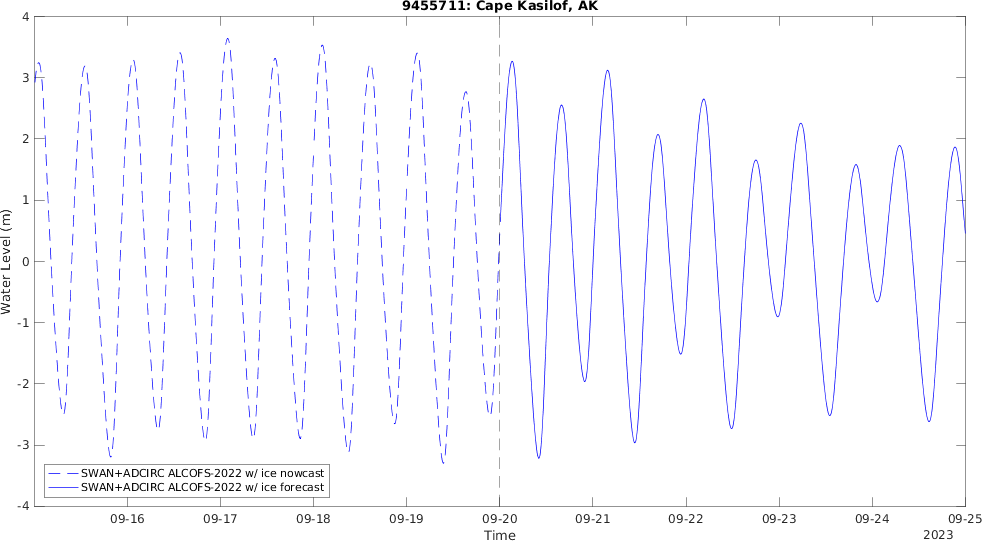 9455711: Cape Kasilof, AK
4
3
2
1
0
-1
-2
-3
-4
Water Level (m)
SWAN+ADCIRC ALCOFS-2022 w/ ice nowcast
SWAN+ADCIRC ALCOFS-2022 w/ ice forecast
09-16 09-17 09-18 09-19 09-20 09-21 09-22 09-23 09-24 09-25
Time
2023